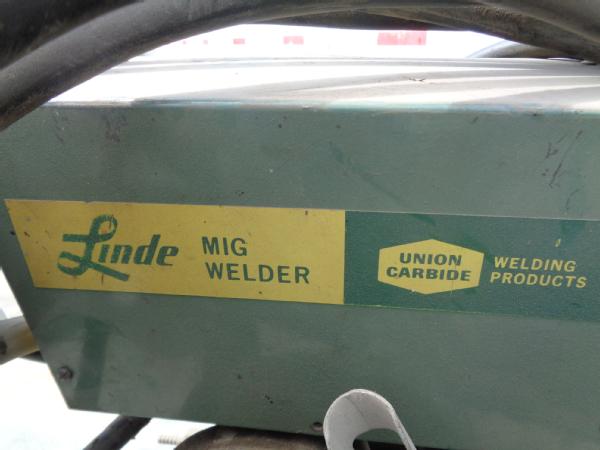 Linde MIG
WELDER
UNION
CARBIDE
WELDING
PRODUCTS